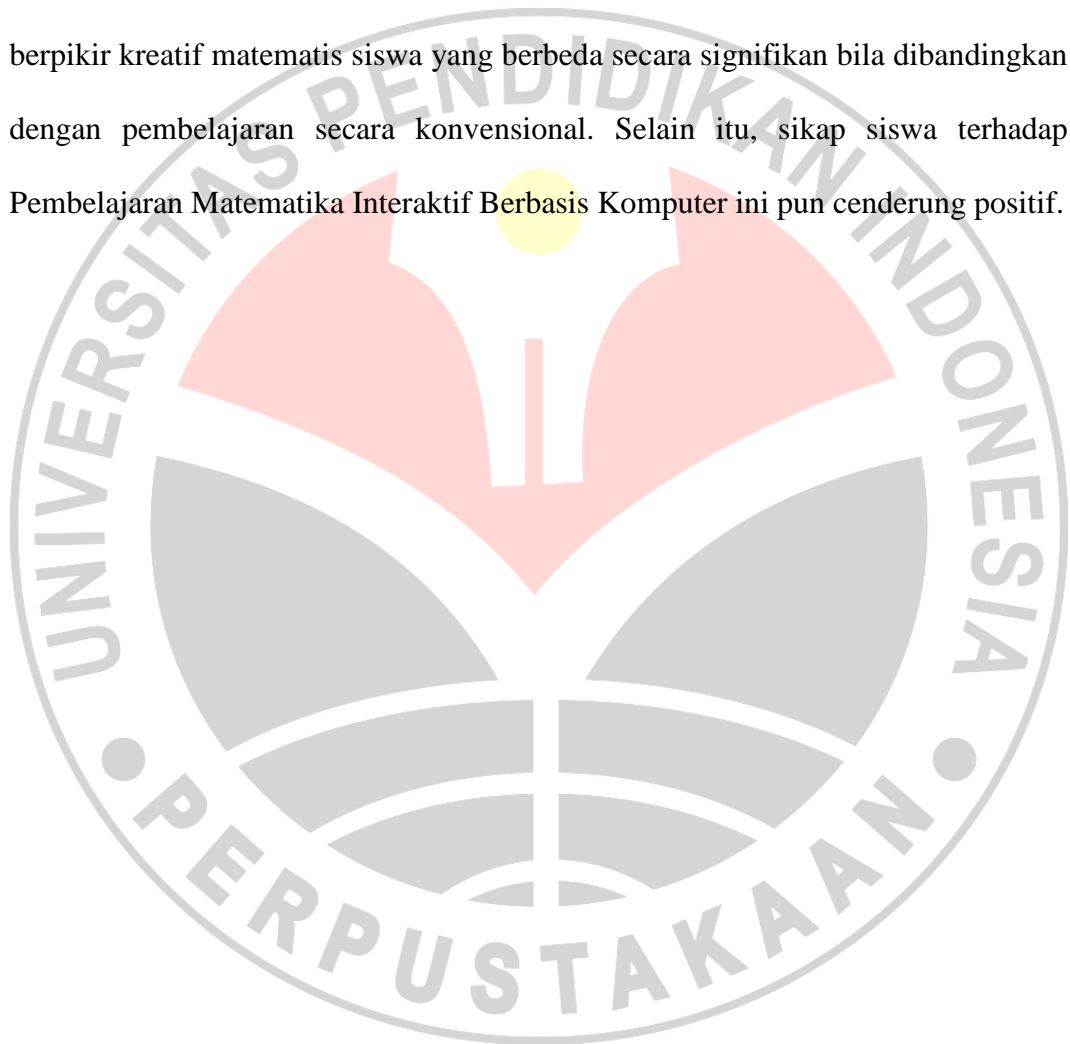 berpikir kreatif matematis siswa yang berbeda secara signifikan bila dibandingkan
dengan pembelajaran secara konvensional. Selain itu, sikap siswa terhadap
Pembelajaran Matematika Interaktif Berbasis Komputer ini pun cenderung positif.
UNIVERSITAS PENDIDIKAN INDONESIA
PERPUSTAKAAN